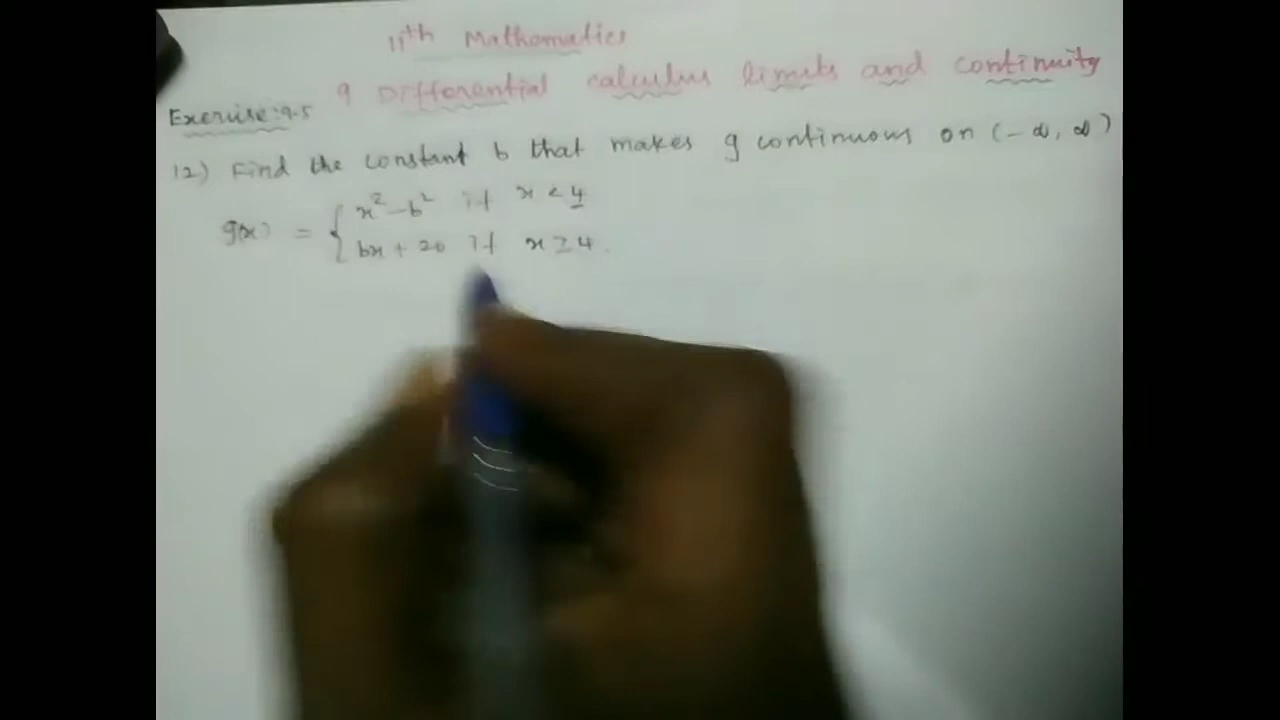 11th Mathematics
9 Differential calculus limits and continuity
Exercise: 9.5
12) Find the constant b that makes g continuous on (-∞, ∞)
g(x) = { x² - b² if x < 4
bx + 20 if x ≥ 4.